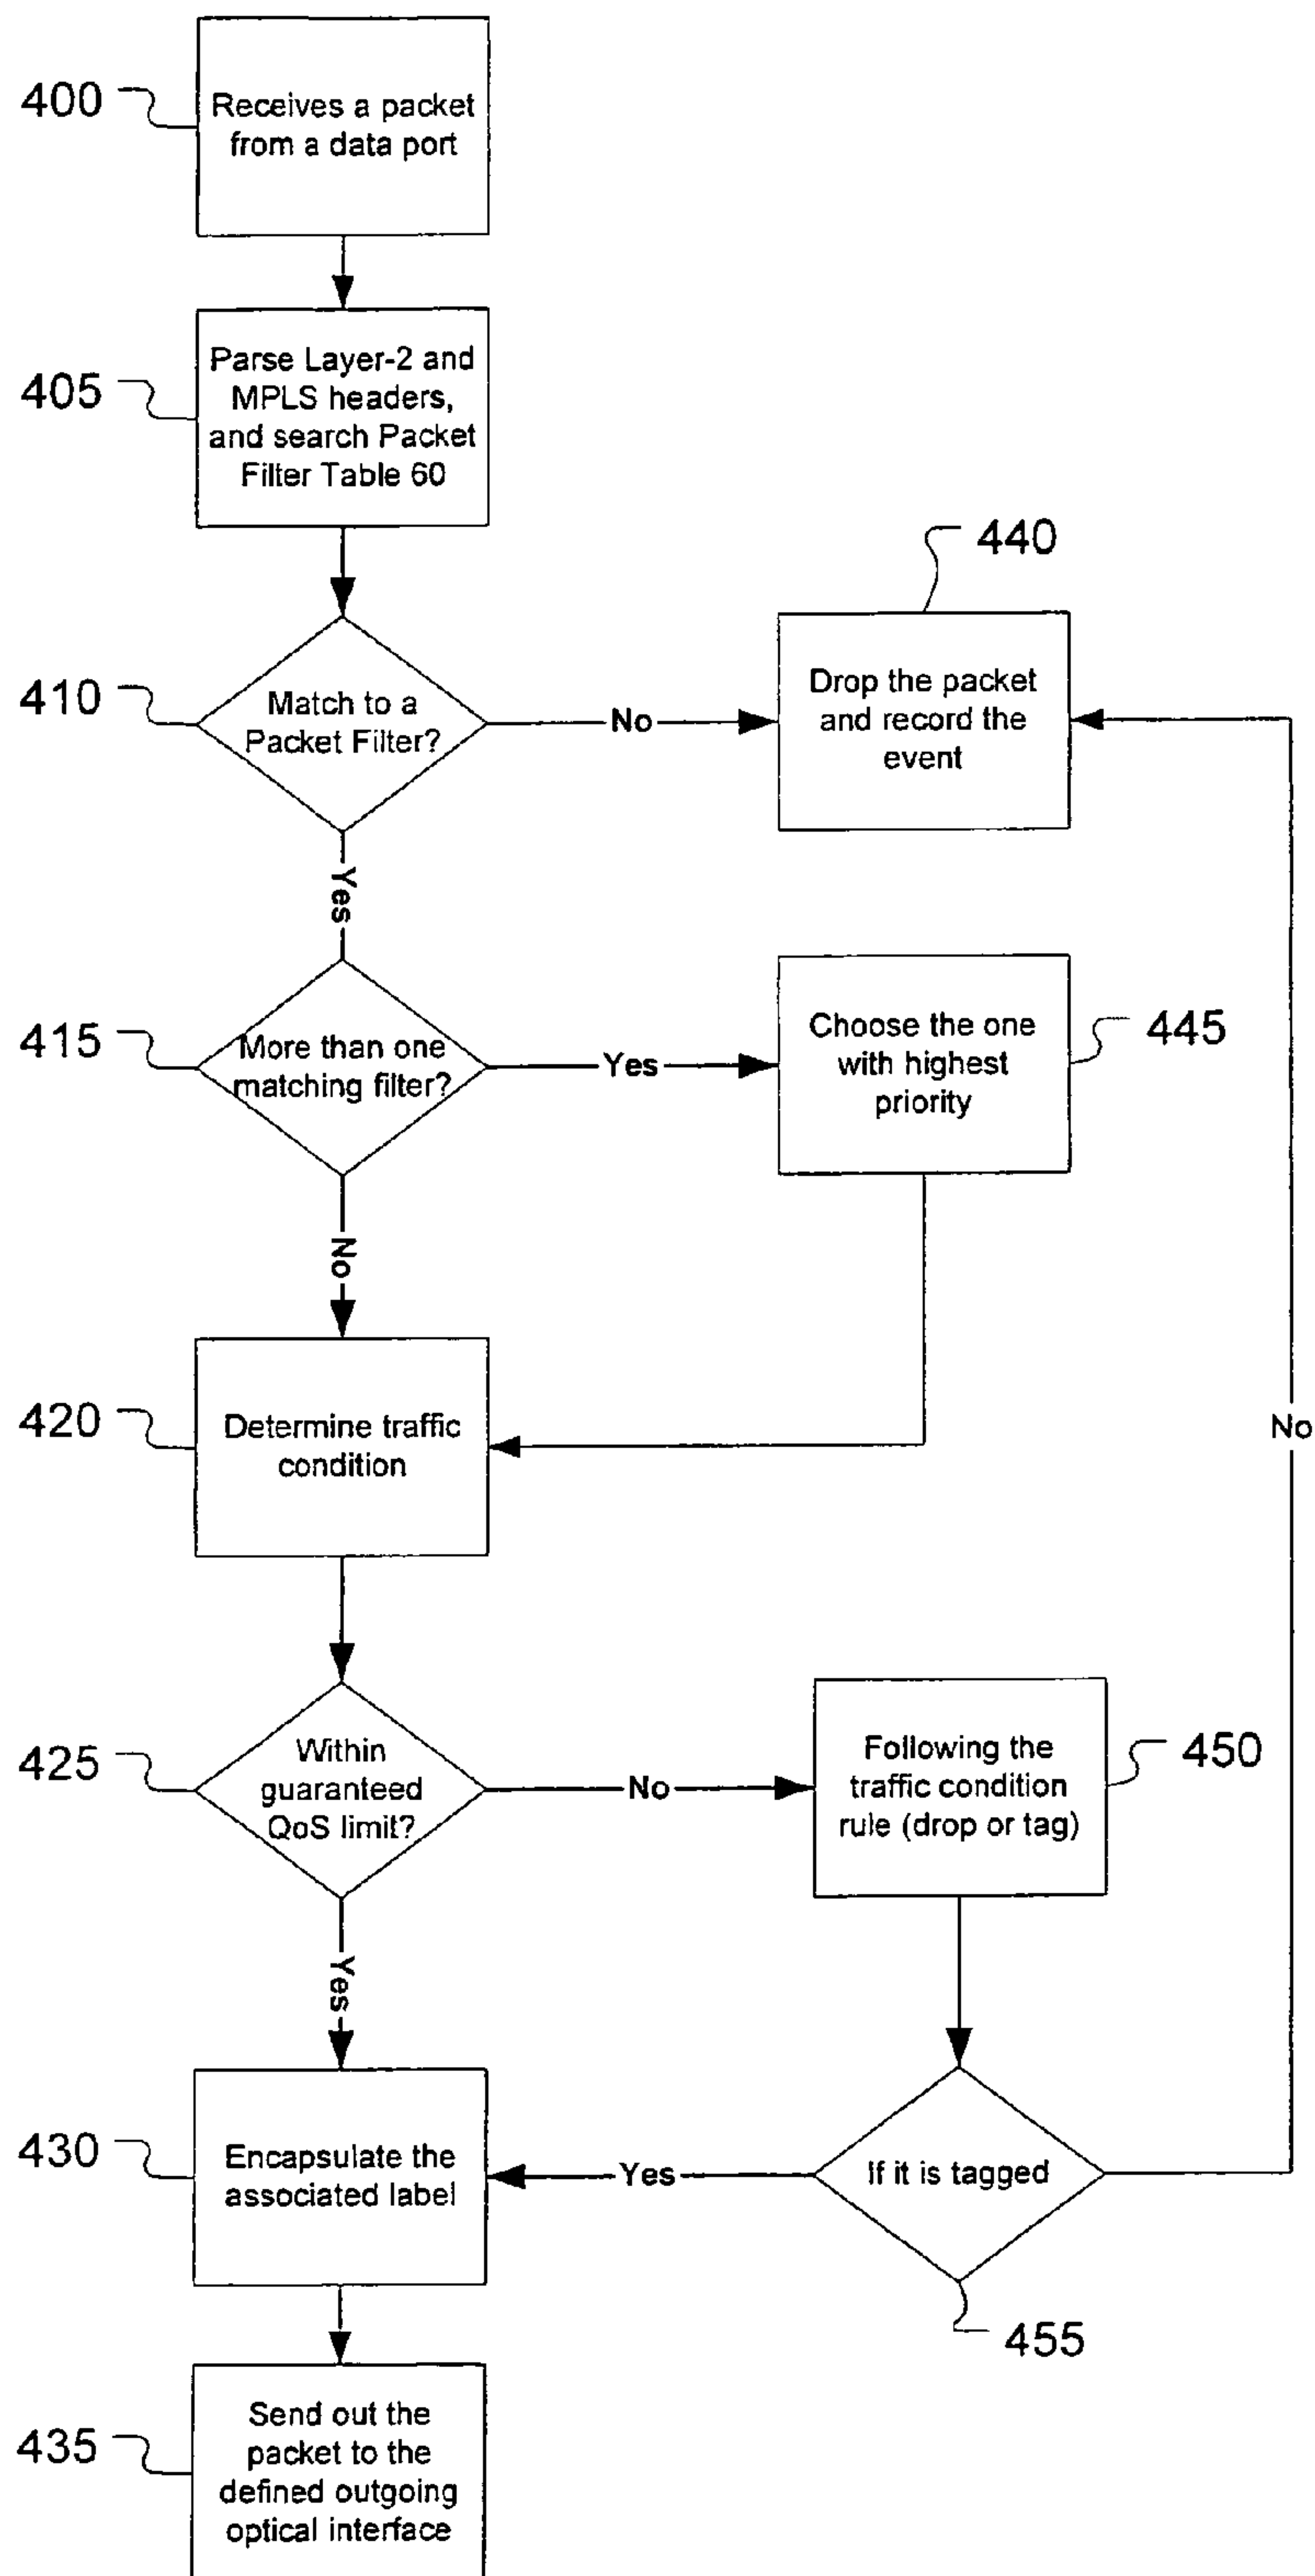 400
Receives a packet
from a data port
405
Parse Layer-2 and
MPLS headers,
and search Packet
Filter Table 60
440
410
Match to a
Packet Filter?
No
Drop the packet
and record the
event
Yes
415
More than one
matching filter?
Yes
Choose the one
with highest
priority
445
No
420
Determine traffic
condition
No
425
Within
guaranteed
QoS limit?
No
Following the
traffic condition
rule (drop or tag)
450
Yes
430
Encapsulate the
associated label
Yes
If it is tagged
455
435
Send out the
packet to the
defined outgoing
optical interface